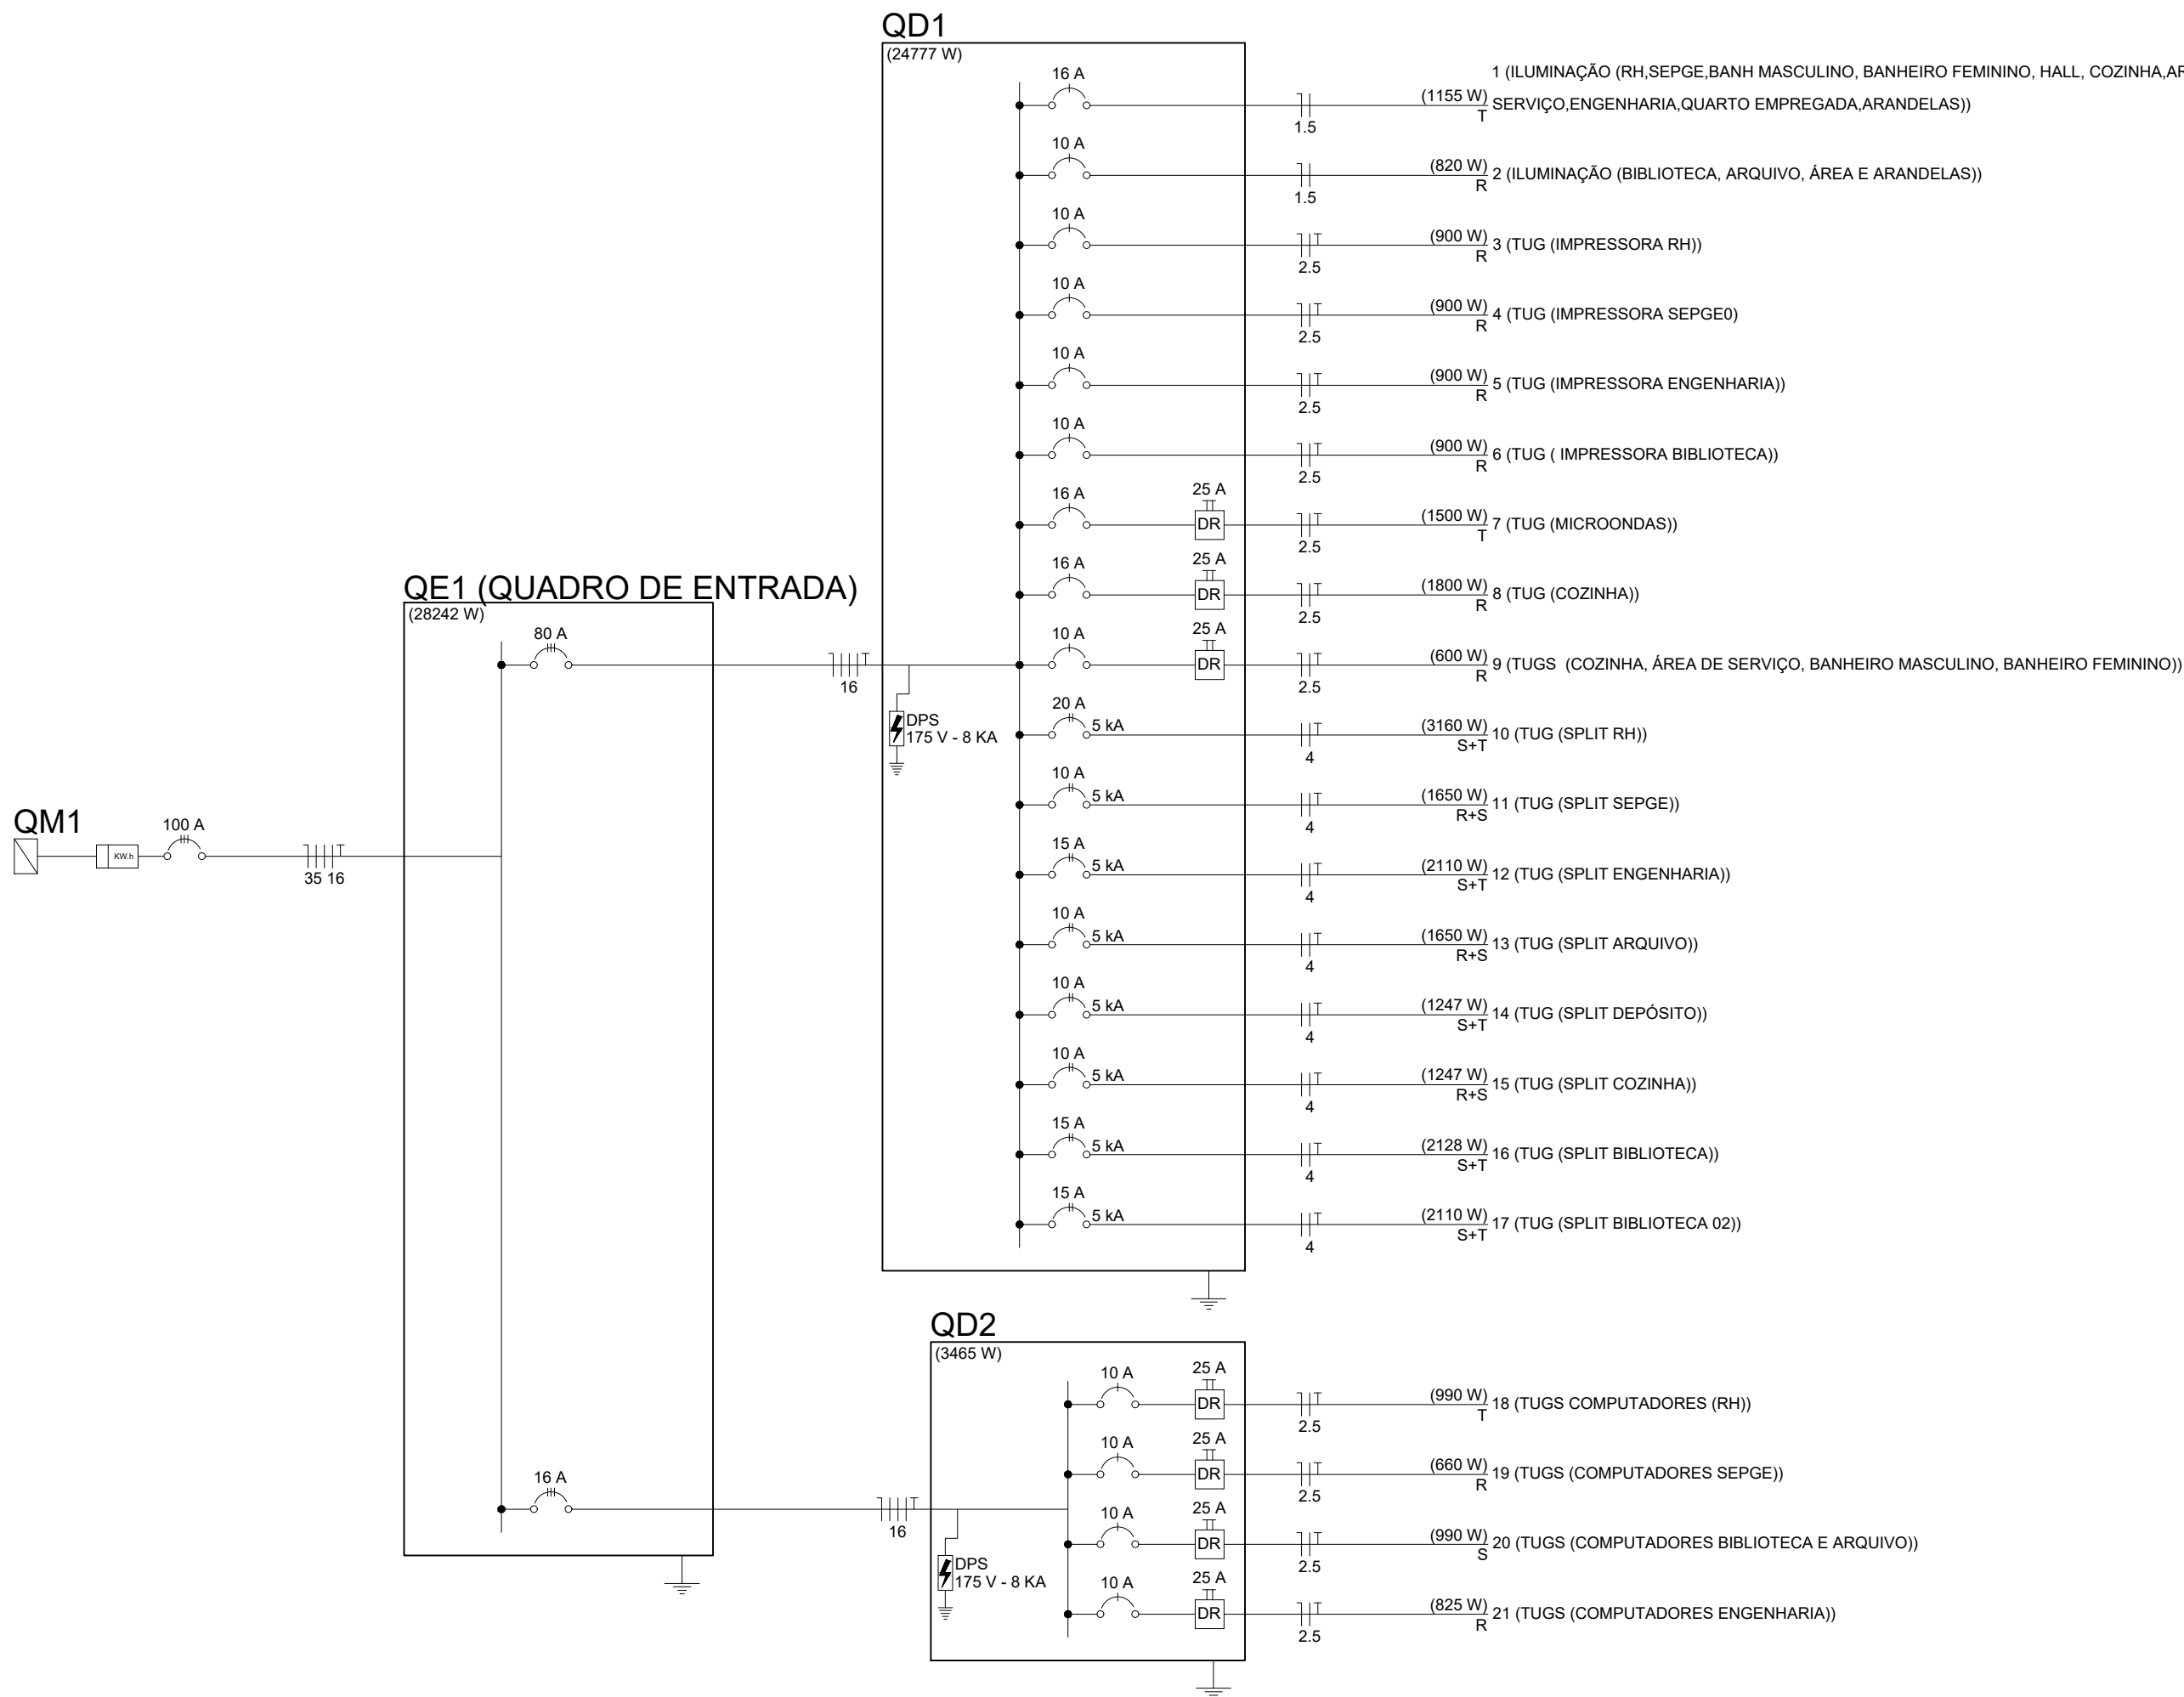 QD1
(24777 W)
16 A
1 (ILUMINAÇÃO (RH,SEPGE,BANH MASCULINO, BANHEIRO FEMININO, HALL, COZINHA,
(1155 W) SERVIÇO,ENGENHARIA,QUARTO EMPREGADA,ARANDELAS))
T
1.5
10 A
(820 W) 2 (ILUMINAÇÃO (BIBLIOTECA, ARQUIVO, ÁREA E ARANDELAS))
R
1.5
10 A
(900 W) 3 (TUG (IMPRESSORA RH))
R
2.5
10 A
(900 W) 4 (TUG (IMPRESSORA SEPGE0)
R
2.5
10 A
(900 W) 5 (TUG (IMPRESSORA ENGENHARIA))
R
2.5
10 A
(900 W) 6 (TUG ( IMPRESSORA BIBLIOTECA))
R
2.5
16 A 25 A
DR (1500 W) 7 (TUG (MICROONDAS))
T
2.5
16 A 25 A
DR (1800 W) 8 (TUG (COZINHA))
R
2.5
10 A 25 A
DR (600 W) 9 (TUGS  (COZINHA, ÁREA DE SERVIÇO, BANHEIRO MASCULINO, BANHEIRO FEMININO))
R
2.5
DPS
175 V - 8 KA
20 A
5 kA (3160 W) 10 (TUG (SPLIT RH))
S+T
4
10 A
5 kA (1650 W) 11 (TUG (SPLIT SEPGE))
R+S
4
15 A
5 kA (2110 W) 12 (TUG (SPLIT ENGENHARIA))
S+T
4
10 A
5 kA (1650 W) 13 (TUG (SPLIT ARQUIVO))
R+S
4
10 A
5 kA (1247 W) 14 (TUG (SPLIT DEPÓSITO))
S+T
4
10 A
5 kA (1247 W) 15 (TUG (SPLIT COZINHA))
R+S
4
15 A
5 kA (2128 W) 16 (TUG (SPLIT BIBLIOTECA))
S+T
4
15 A
5 kA (2110 W) 17 (TUG (SPLIT BIBLIOTECA 02))
S+T
4
QE1 (QUADRO DE ENTRADA)
(28242 W)
80 A
16
16 A
16
QM1
KW.h
100 A
35 16
QD2
(3465 W)
10 A 25 A
DR (990 W) 18 (TUGS COMPUTADORES (RH))
T
2.5
10 A 25 A
DR (660 W) 19 (TUGS (COMPUTADORES SEPGE))
R
2.5
10 A 25 A
DR (990 W) 20 (TUGS (COMPUTADORES BIBLIOTECA E ARQUIVO))
S
2.5
DPS
175 V - 8 KA
10 A 25 A
DR (825 W) 21 (TUGS (COMPUTADORES ENGENHARIA))
R
2.5